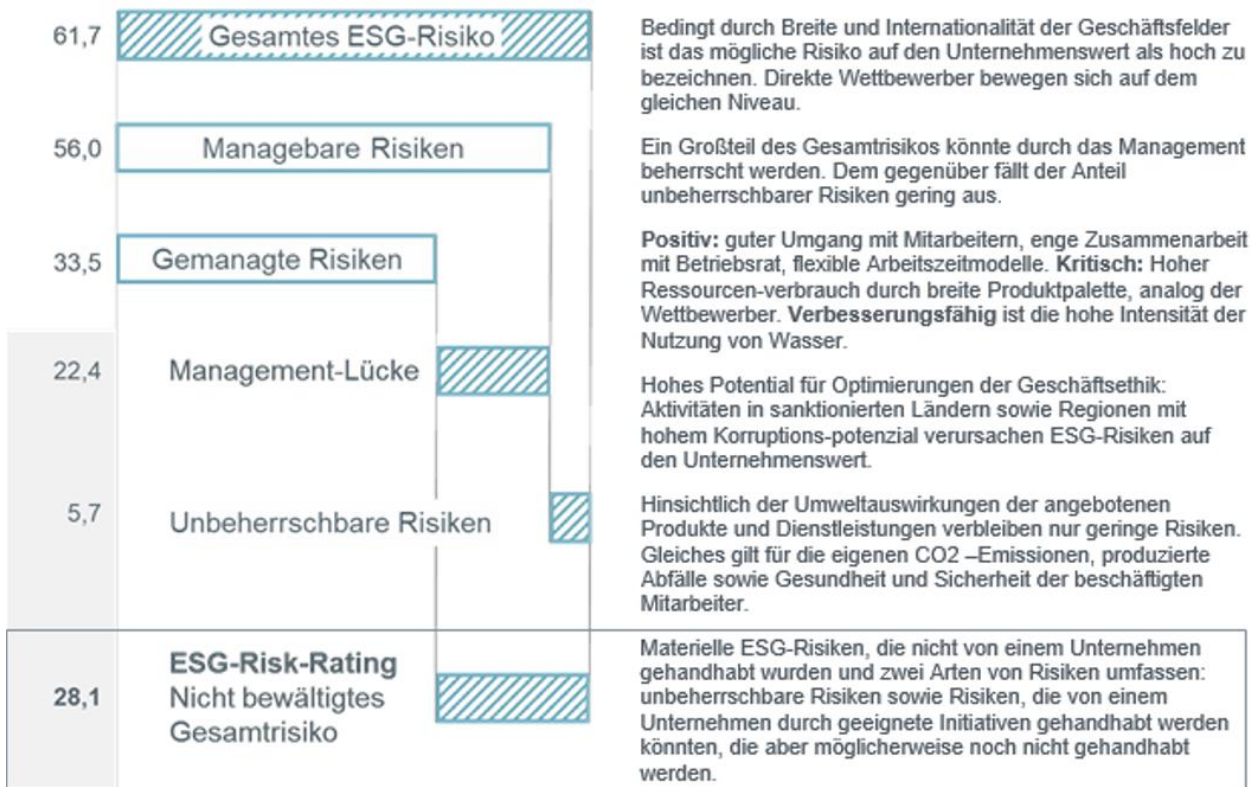 61,7
Gesamtes ESG-Risiko
Bedingt durch Breite und Internationalität der Geschäftsfelder
ist das mögliche Risiko auf den Unternehmenswert als hoch zu
bezeichnen. Direkte Wettbewerber bewegen sich auf dem
gleichen Niveau.
56,0
Managebare Risiken
Ein Großteil des Gesamtrisikos könnte durch das Management
beherrscht werden. Dem gegenüber fällt der Anteil
unbeherrschbarer Risiken gering aus.
33,5
Gemanagte Risiken
Positiv: guter Umgang mit Mitarbeitern, enge Zusammenarbeit
mit Betriebsrat, flexible Arbeitszeitmodelle. Kritisch: Hoher
Ressourcen-verbrauch durch breite Produktpalette, analog der
Wettbewerber. Verbesserungsfähig ist die hohe Intensität der
Nutzung von Wasser.
22,4
Management-Lücke
Hohes Potential für Optimierungen der Geschäftsethik:
Aktivitäten in sanktionierten Ländern sowie Regionen mit
hohem Korruptions-potenzial verursachen ESG-Risiken auf
den Unternehmenswert.
5,7
Unbeherrschbare Risiken
Hinsichtlich der Umweltauswirkungen der angebotenen
Produkte und Dienstleistungen verbleiben nur geringe Risiken.
Gleiches gilt für die eigenen CO2 –Emissionen, produzierte
Abfälle sowie Gesundheit und Sicherheit der beschäftigten
Mitarbeiter.
28,1
ESG-Risk-Rating
Nicht bewältigtes
Gesamtrisiko
Materielle ESG-Risiken, die nicht von einem Unternehmen
gehandhabt wurden und zwei Arten von Risiken umfassen:
unbeherrschbare Risiken sowie Risiken, die von einem
Unternehmen durch geeignete Initiativen gehandhabt werden
könnten, die aber möglicherweise noch nicht gehandhabt
werden.